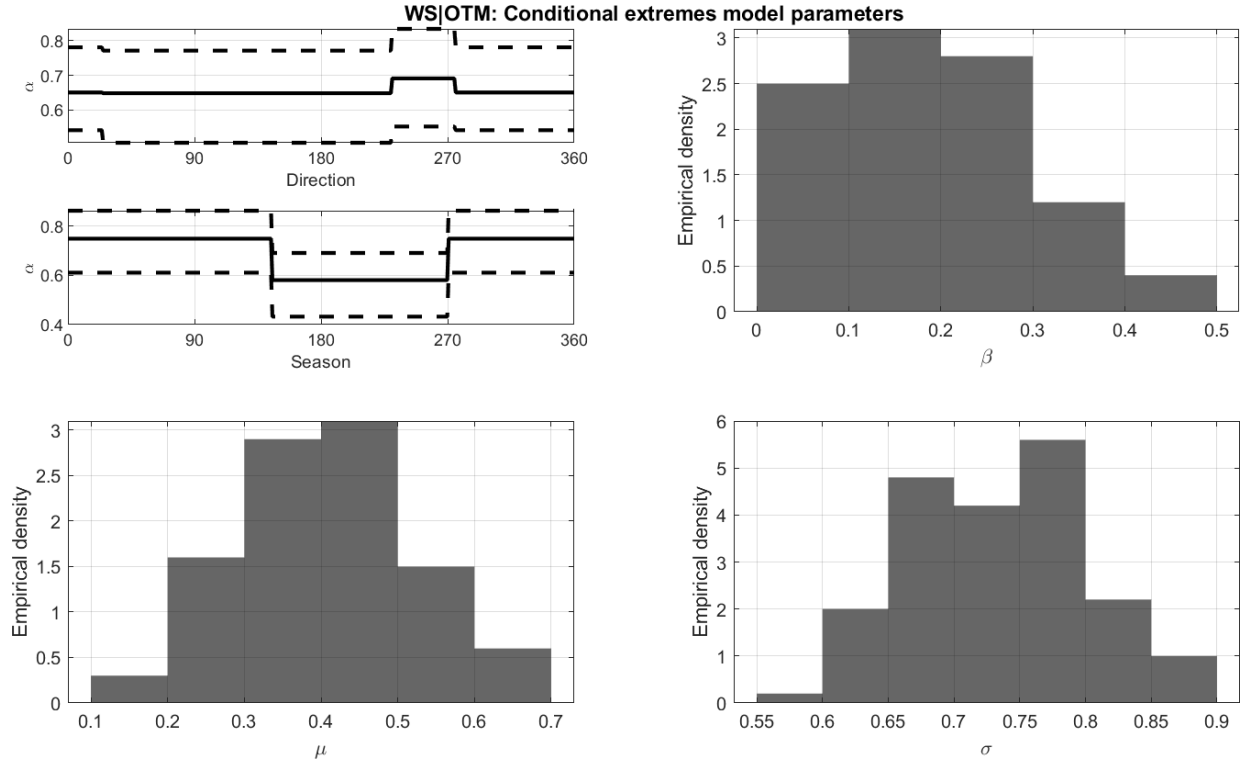 WS|OTM: Conditional extremes model parameters
0.8
0.7
0.6
α
0 90 180 270 360
Direction
0.8
0.6
0.4
α
0 90 180 270 360
Season
3
2.5
2
1.5
1
0.5
0
Empirical density
0 0.1 0.2 0.3 0.4 0.5
β
3
2.5
2
1.5
1
0.5
0
Empirical density
0.1 0.2 0.3 0.4 0.5 0.6 0.7
μ
6
5
4
3
2
1
0
Empirical density
0.55 0.6 0.65 0.7 0.75 0.8 0.85 0.9
σ